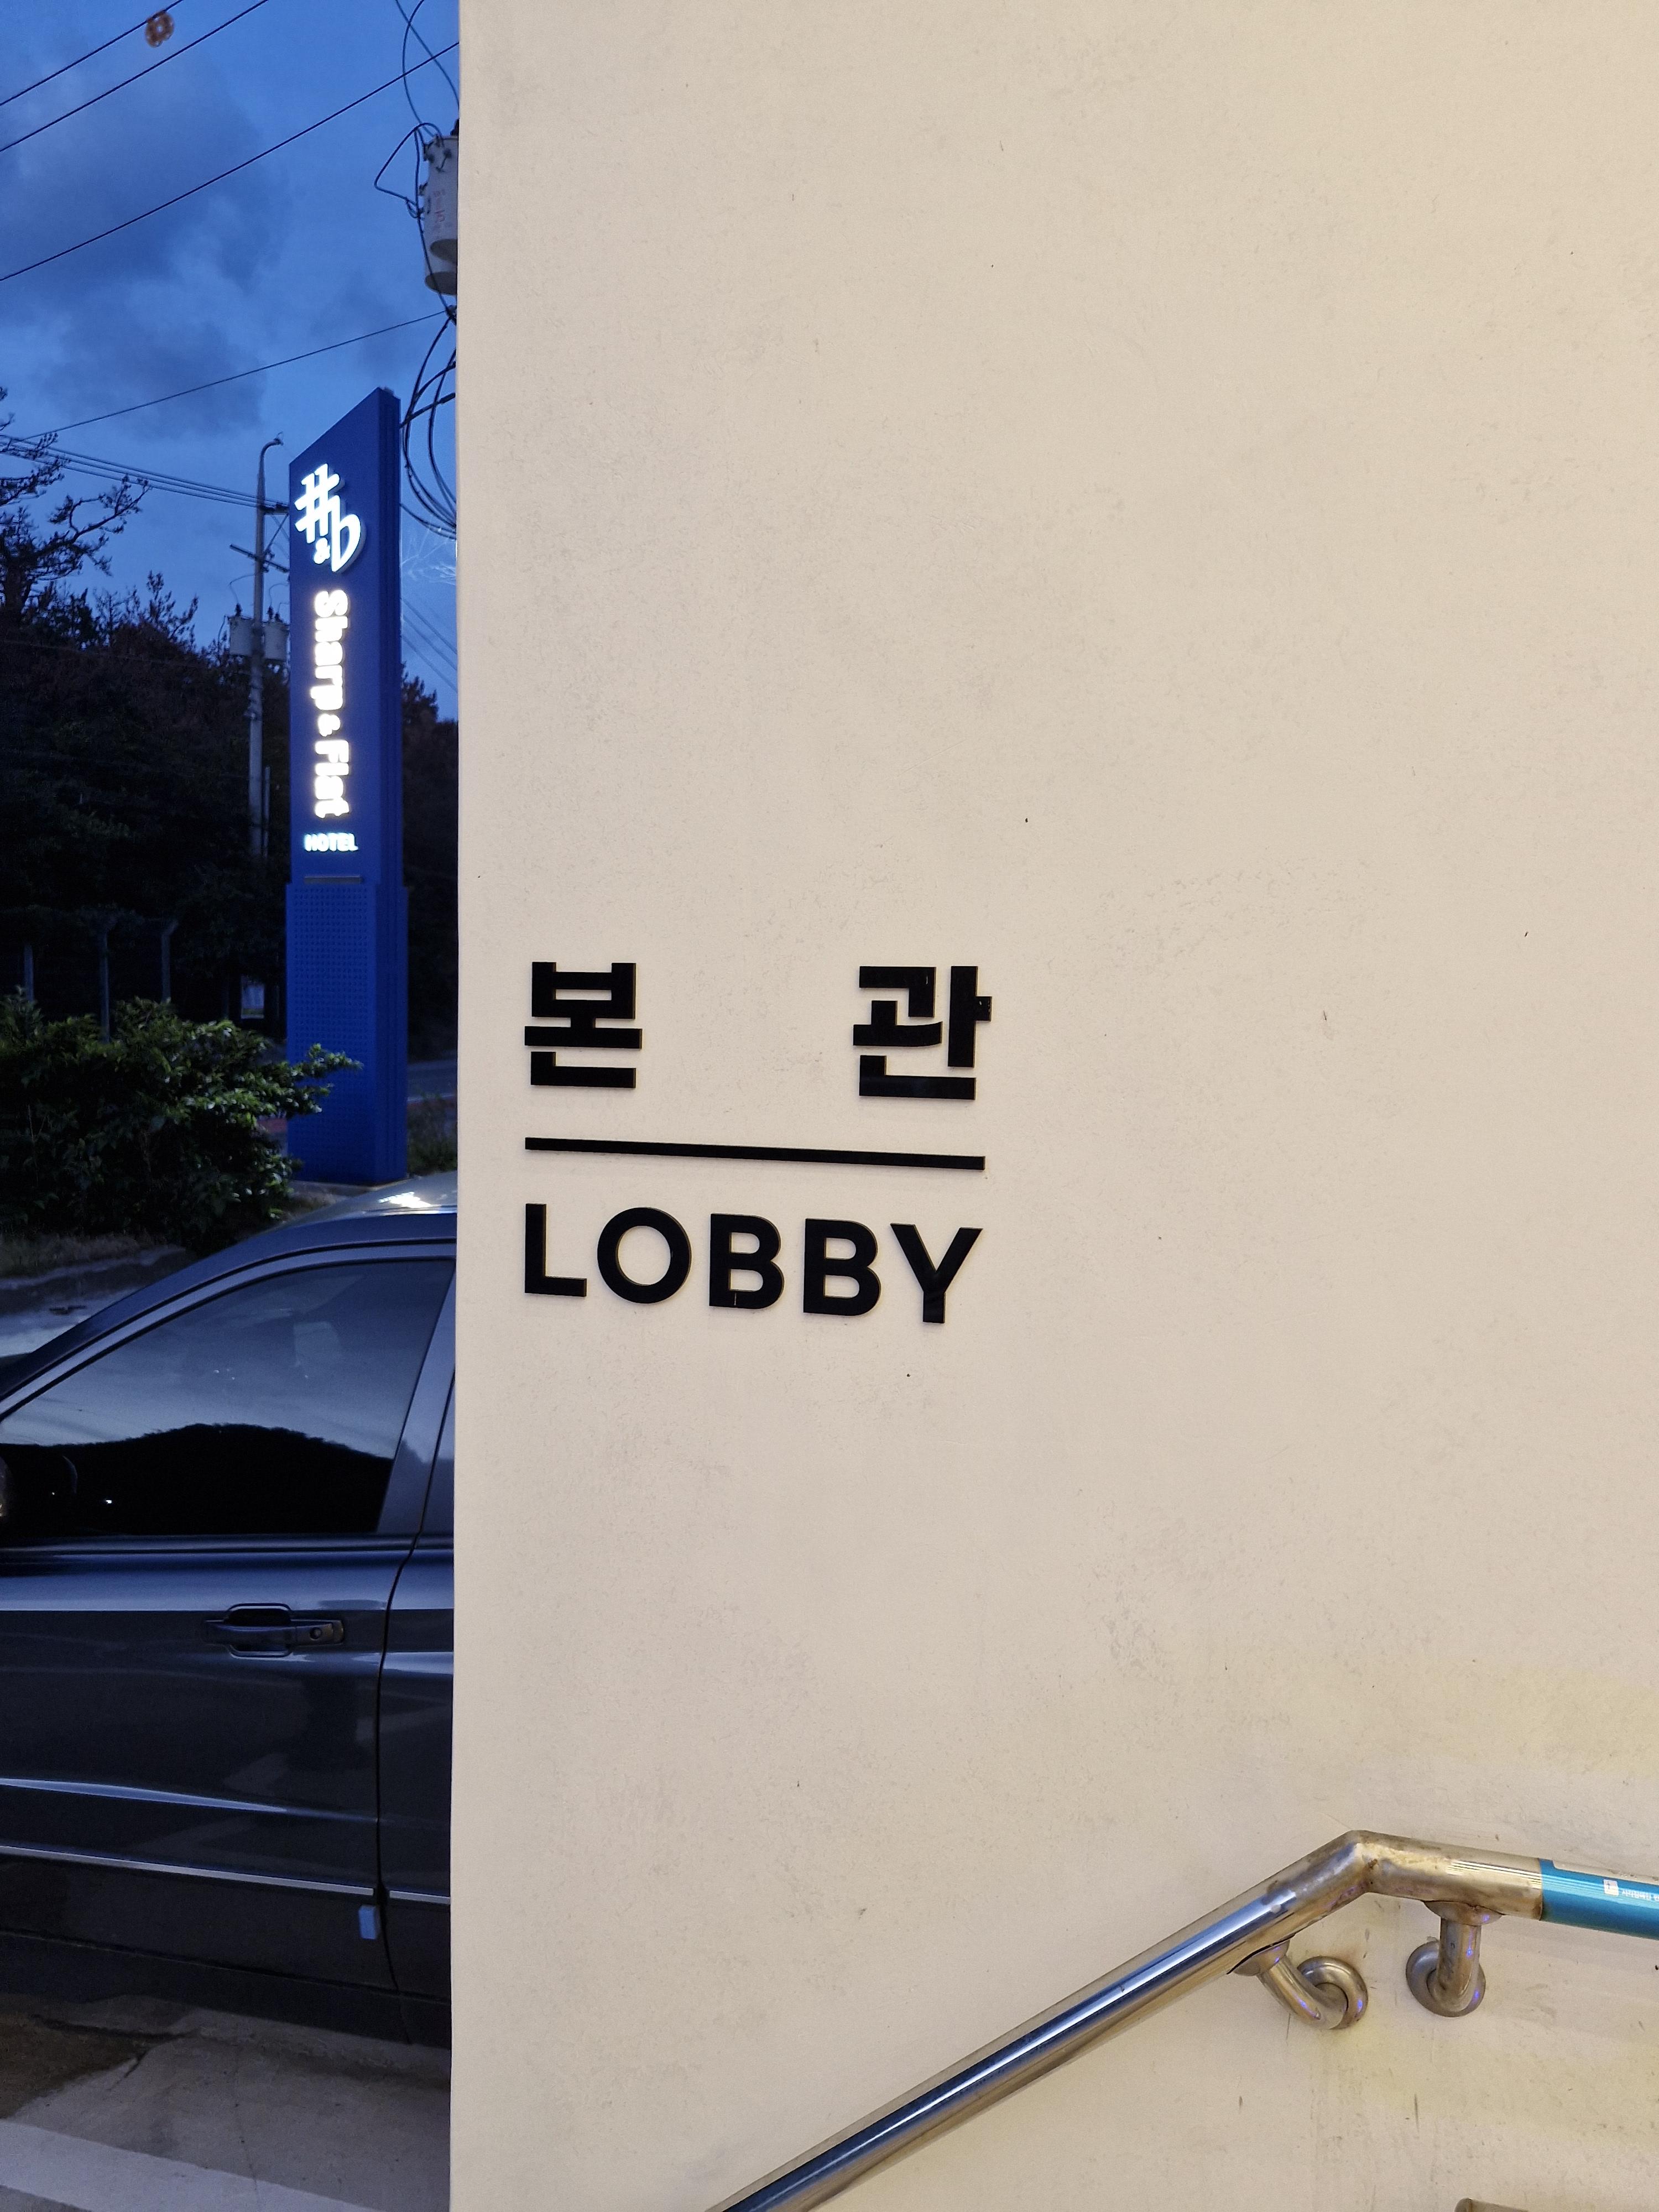 #&b
Sharp & Flat
HOTEL
본 관
LOBBY